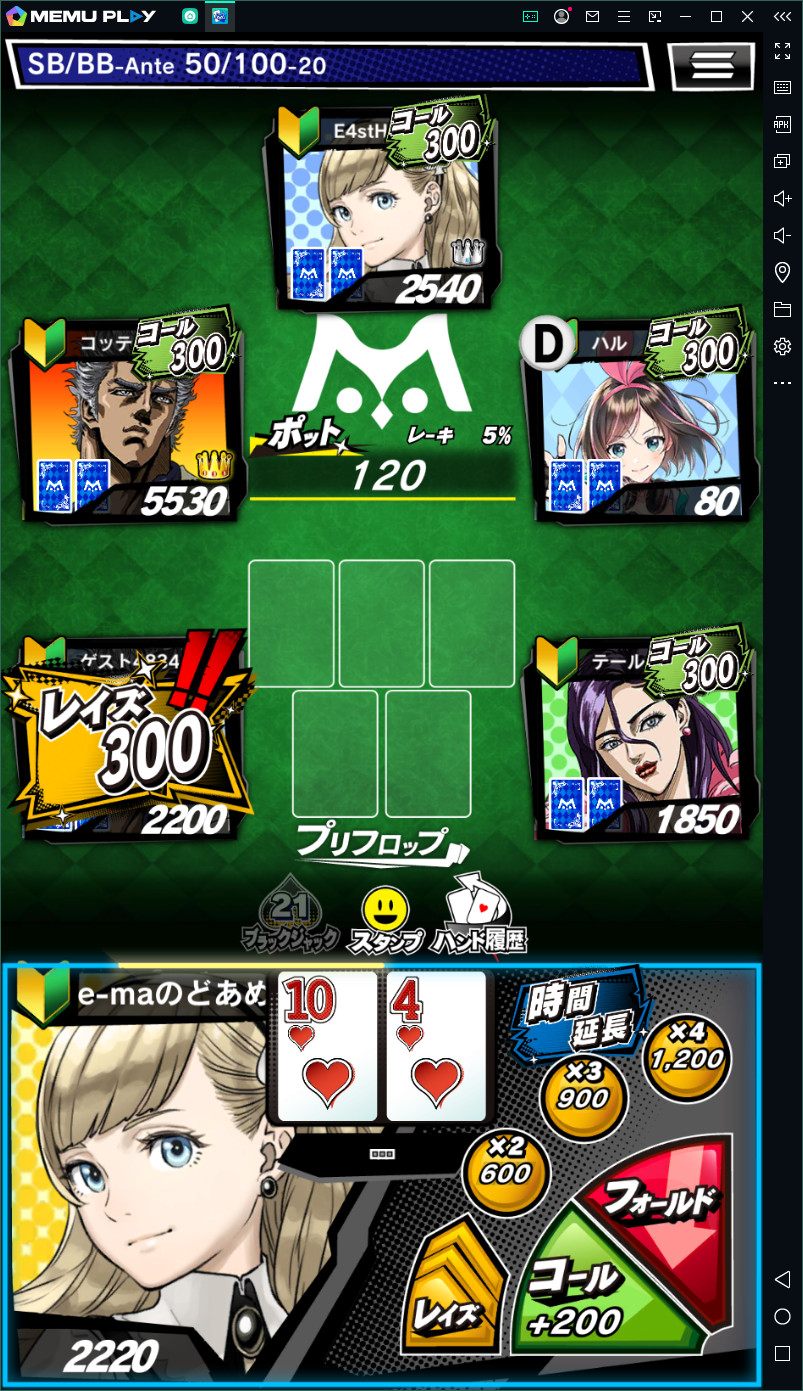 MEMU PLAY
SB/BB-Ante 50/100-20
E4stH
コール
300
2540
コッテ
コール
300
5530
D
ハル
コール
300
80
ポット
レーキ 5%
120
ゲスト4834
レイズ!!
300
2200
テール
コール
300
1850
プリフロップ
21
ブラックジャック
スタンプ
ハンド履歴
e-maのどあめ
10
4
時間
延長
×4
1,200
×3
900
×2
600
フォールド
コール
+200
レイズ
2220
APK